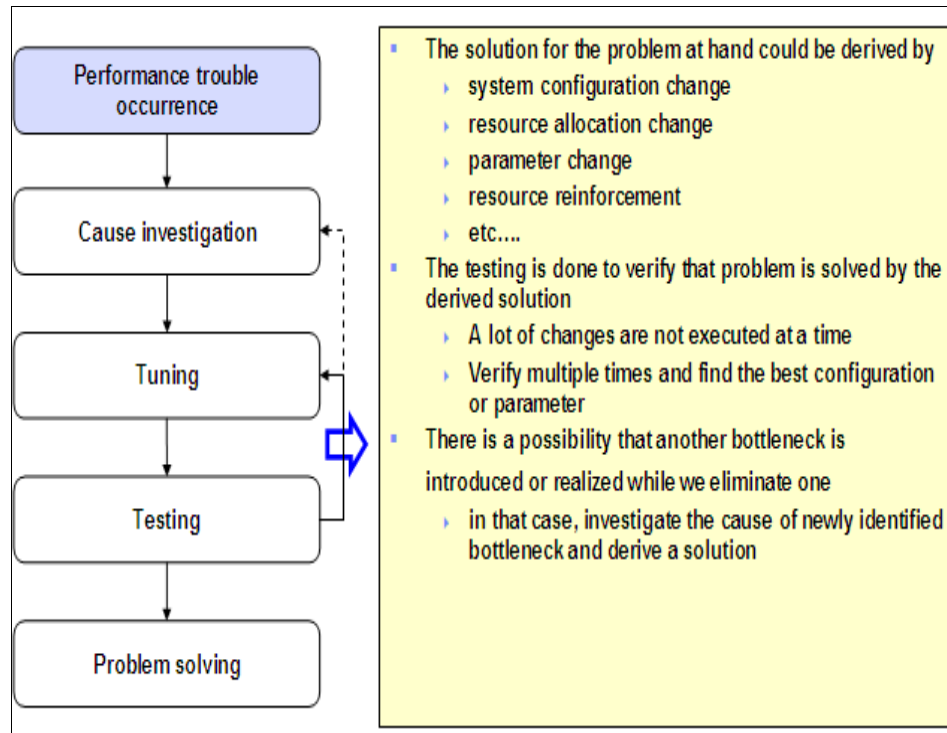 Performance trouble
occurrence
Cause investigation
Tuning
Testing
Problem solving
The solution for the problem at hand could be derived by
system configuration change
resource allocation change
parameter change
resource reinforcement
etc....
The testing is done to verify that problem is solved by the
derived solution
A lot of changes are not executed at a time
Verify multiple times and find the best configuration
or parameter
There is a possibility that another bottleneck is
introduced or realized while we eliminate one
in that case, investigate the cause of newly identified
bottleneck and derive a solution